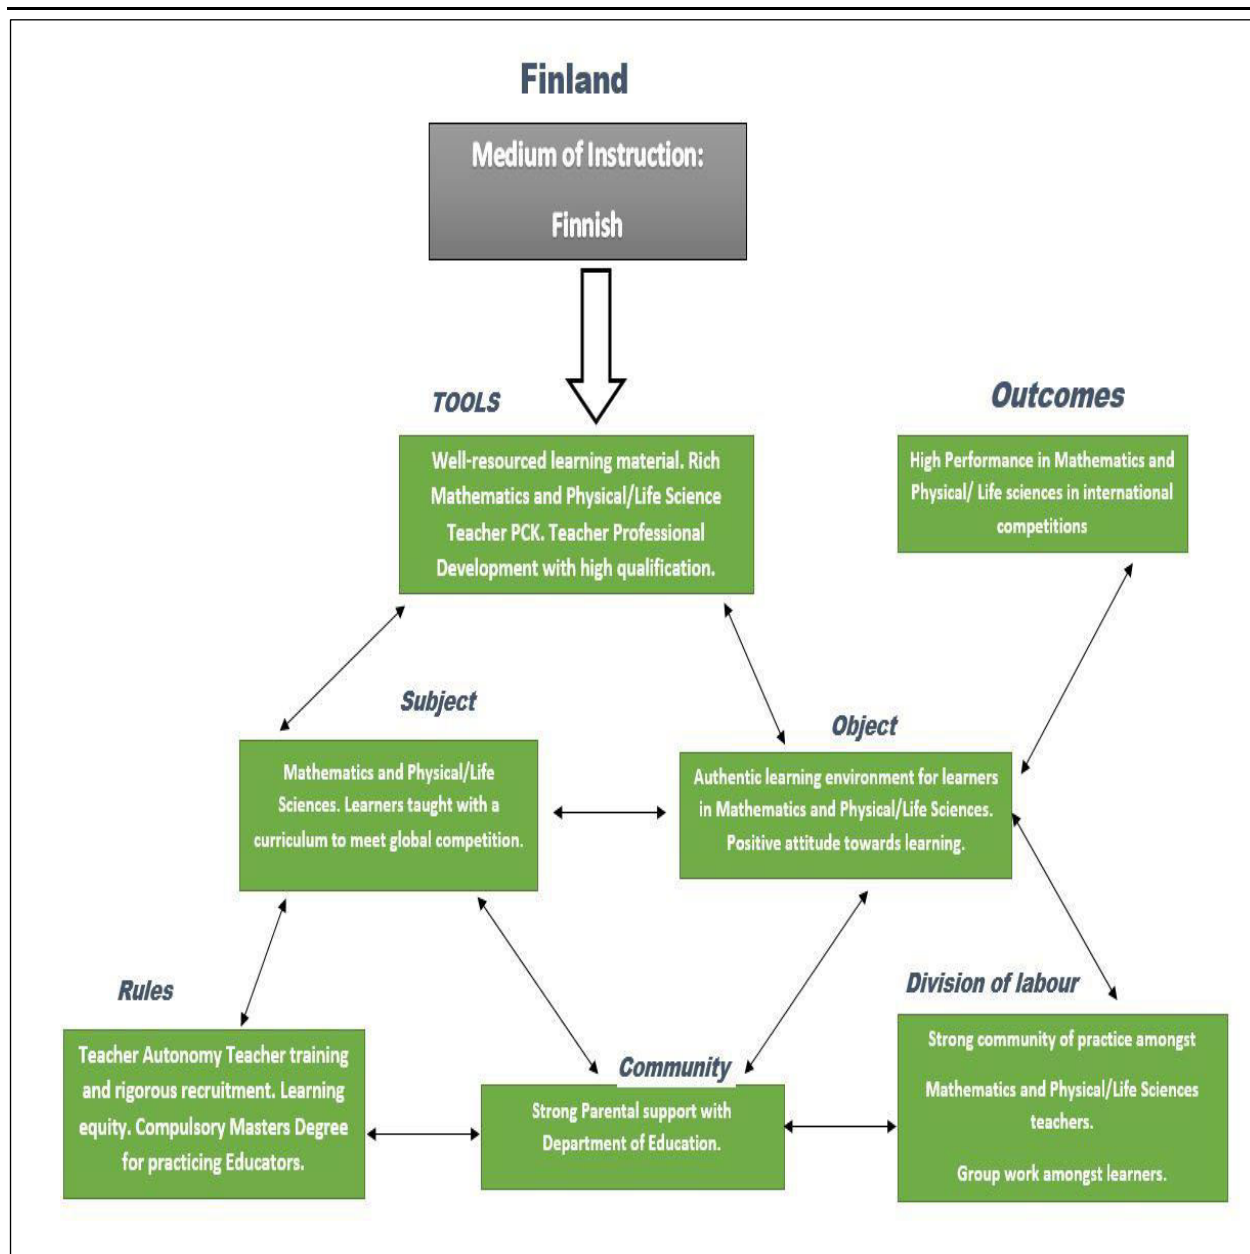 Finland
Medium of Instruction:
Finnish
TOOLS
Well-resourced learning material. Rich
Mathematics and Physical/Life Science
Teacher PCK. Teacher Professional
Development with high qualification.
Outcomes
High Performance in Mathematics and
Physical/ Life sciences in international
competitions
Subject
Mathematics and Physical/Life
Sciences. Learners taught with a
curriculum to meet global competition.
Object
Authentic learning environment for learners
in Mathematics and Physical/Life Sciences.
Positive attitude towards learning.
Rules
Teacher Autonomy Teacher training
and rigorous recruitment. Learning
equity. Compulsory Masters Degree
for practicing Educators.
Community
Strong Parental support with
Department of Education.
Division of labour
Strong community of practice amongst
Mathematics and Physical/Life Sciences
teachers.
Group work amongst learners.